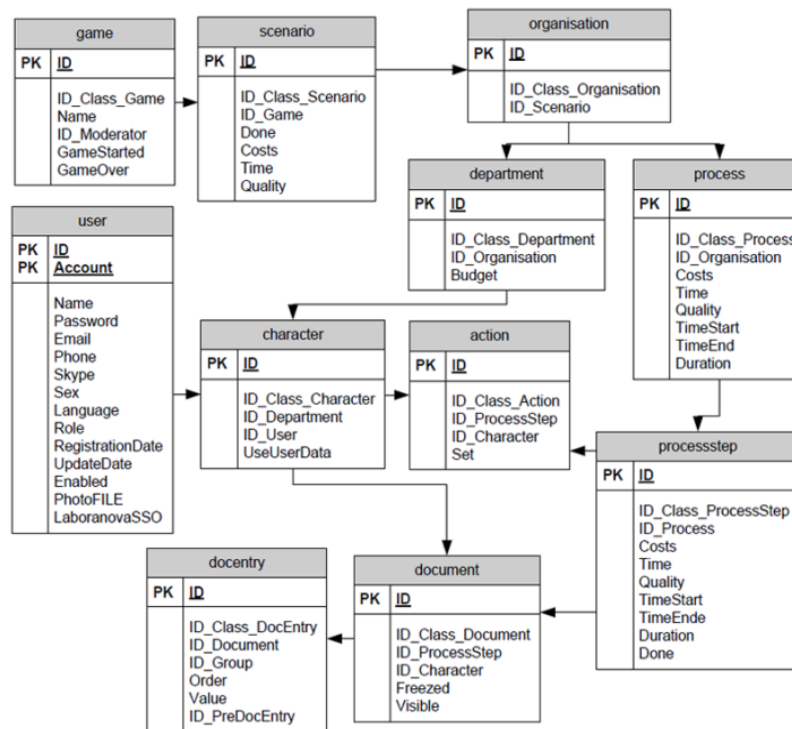 game
PK ID
ID_Class_Game
Name
ID_Moderator
GameStarted
GameOver
scenario
PK ID
ID_Class_Scenario
ID_Game
Done
Costs
Time
Quality
organisation
PK ID
ID_Class_Organisation
ID_Scenario
department
PK ID
ID_Class_Department
ID_Organisation
Budget
process
PK ID
ID_Class_Process
ID_Organisation
Costs
Time
Quality
TimeStart
TimeEnd
Duration
user
PK ID
PK Account
Name
Password
Email
Phone
Skype
Sex
Language
Role
RegistrationDate
UpdateDate
Enabled
PhotoFILE
LaboranovaSSO
character
PK ID
ID_Class_Character
ID_Department
ID_User
UseUserData
action
PK ID
ID_Class_Action
ID_ProcessStep
ID_Character
Set
processstep
PK ID
ID_Class_ProcessStep
ID_Process
Costs
Time
Quality
TimeStart
TimeEnde
Duration
Done
docentry
PK ID
ID_Class_DocEntry
ID_Document
ID_Group
Order
Value
ID_PreDocEntry
document
PK ID
ID_Class_Document
ID_ProcessStep
ID_Character
Freezed
Visible